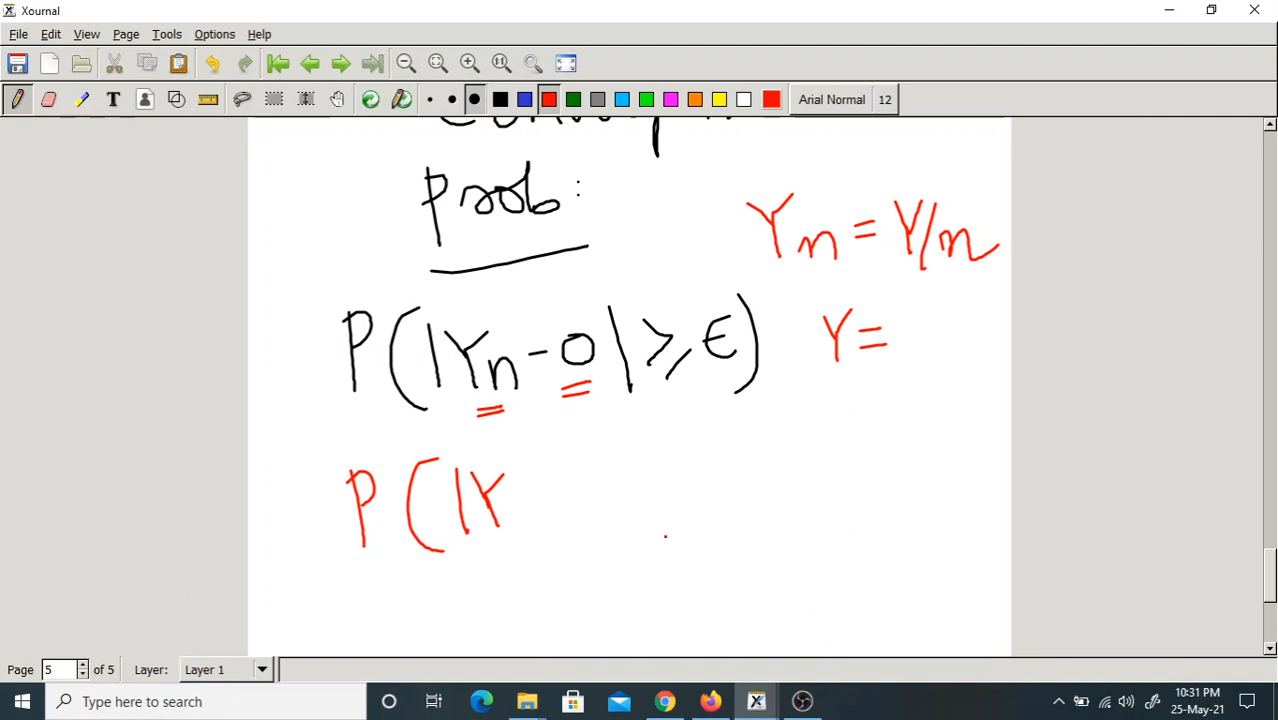 Xournal
File Edit View Page Tools Options Help
T Arial Normal 12
Prob:
Yn = Y/n
P(|Yn - 0| ⩾ ϵ)
Y =
P(|Y
Page 5 of 5 Layer: Layer 1
Type here to search
10:31 PM
25-May-21